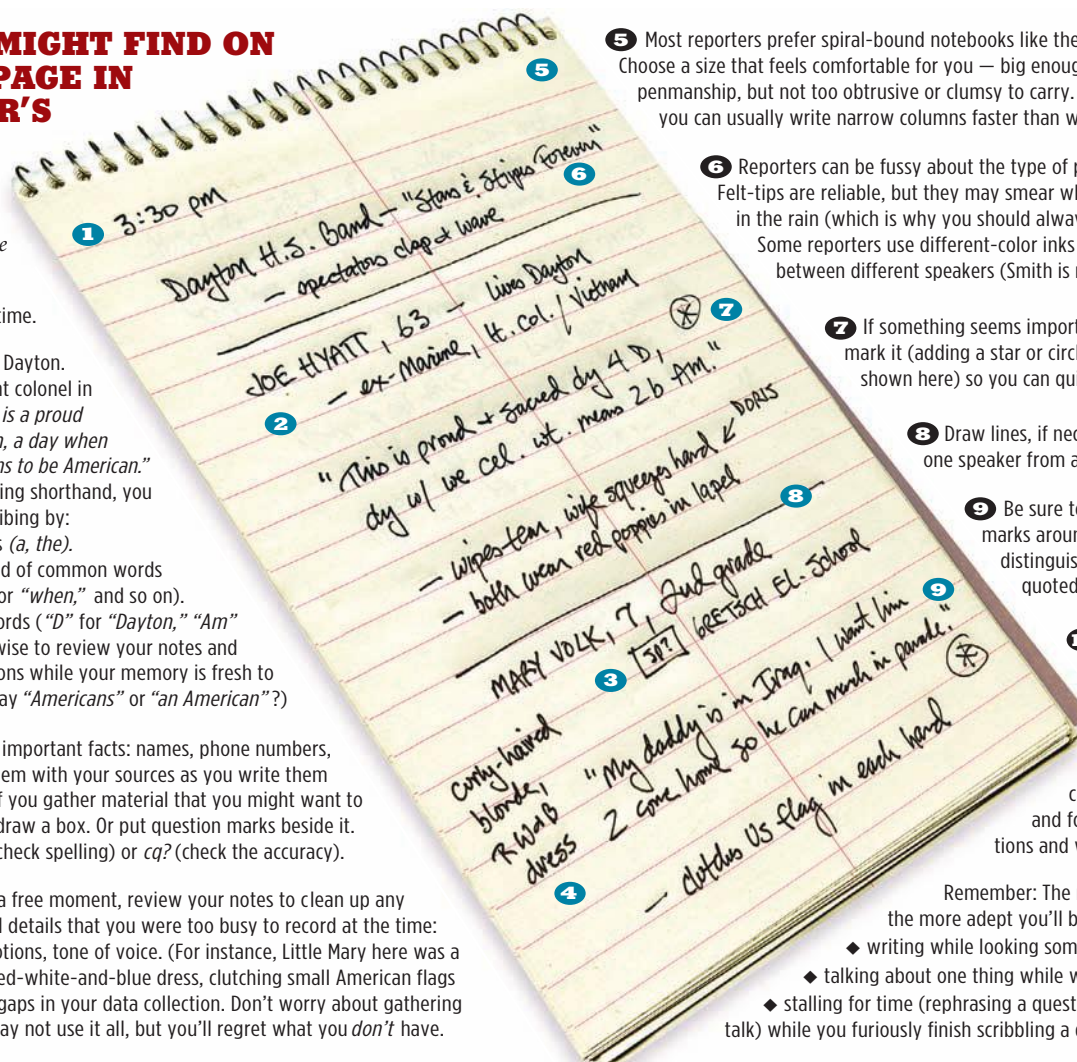 MIGHT FIND ON
PAGE IN
R'S
time.
Dayton.
nt colonel in
is a proud
n, a day when
ns to be American."
ing shorthand, you
ibing by:
s (a, the).
d of common words
or "when," and so on).
ords ("D" for "Dayton," "Am"
wise to review your notes and
ons while your memory is fresh to
ay "Americans" or "an American"?)
important facts: names, phone numbers,
em with your sources as you write them
f you gather material that you might want to
draw a box. Or put question marks beside it.
check spelling) or cq? (check the accuracy).
a free moment, review your notes to clean up any
l details that you were too busy to record at the time:
otions, tone of voice. (For instance, Little Mary here was a
ed-white-and-blue dress, clutching small American flags
gaps in your data collection. Don't worry about gathering
ay not use it all, but you'll regret what you don't have.
1 3:30 pm
Dayton H.S. Band — "Stars & Stripes Forever"
6
— spectators clap & wave
JOE HYATT, 63 — lives Dayton
— ex-Marine, lt. col. / Vietnam
2
"This is proud + sacred dy 4 D,
dy w/ we cel. wt. means 2 b Am."
7
— wipes tear, wife squeezes hard DORIS
— both wear red poppies in lapel
8
MARY VOLK, 7, 2nd grade
3 sp? GRETSCH EL. School
9
"My daddy is in Iraq. I want him
2 come home so he can march in parade."
curly-haired
blonde,
RW&B
dress
4
— clutches US flag in each hand
5
5 Most reporters prefer spiral-bound notebooks like the
Choose a size that feels comfortable for you — big enoug
penmanship, but not too obtrusive or clumsy to carry.
you can usually write narrow columns faster than w
6 Reporters can be fussy about the type of p
Felt-tips are reliable, but they may smear wh
in the rain (which is why you should alway
Some reporters use different-color inks
between different speakers (Smith is r
7 If something seems import
mark it (adding a star or circl
shown here) so you can qui
8 Draw lines, if nec
one speaker from a
9 Be sure to
marks aroun
distinguis
quoted
c
and fo
tions and v
Remember: The
the more adept you'll b
◆ writing while looking som
◆ talking about one thing while w
◆ stalling for time (rephrasing a quest
talk) while you furiously finish scribbling a